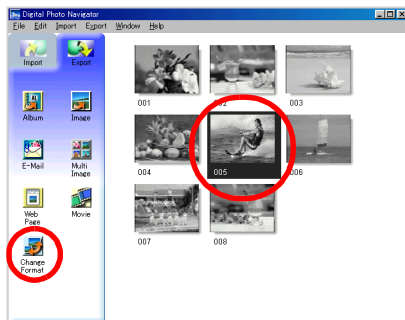 Digital Photo Navigator
File Edit Import Export Window Help
Import Export
Album Image
E-Mail Multi Image
Web Page Movie
Change Format
001 002 003
004 005 006
007 008